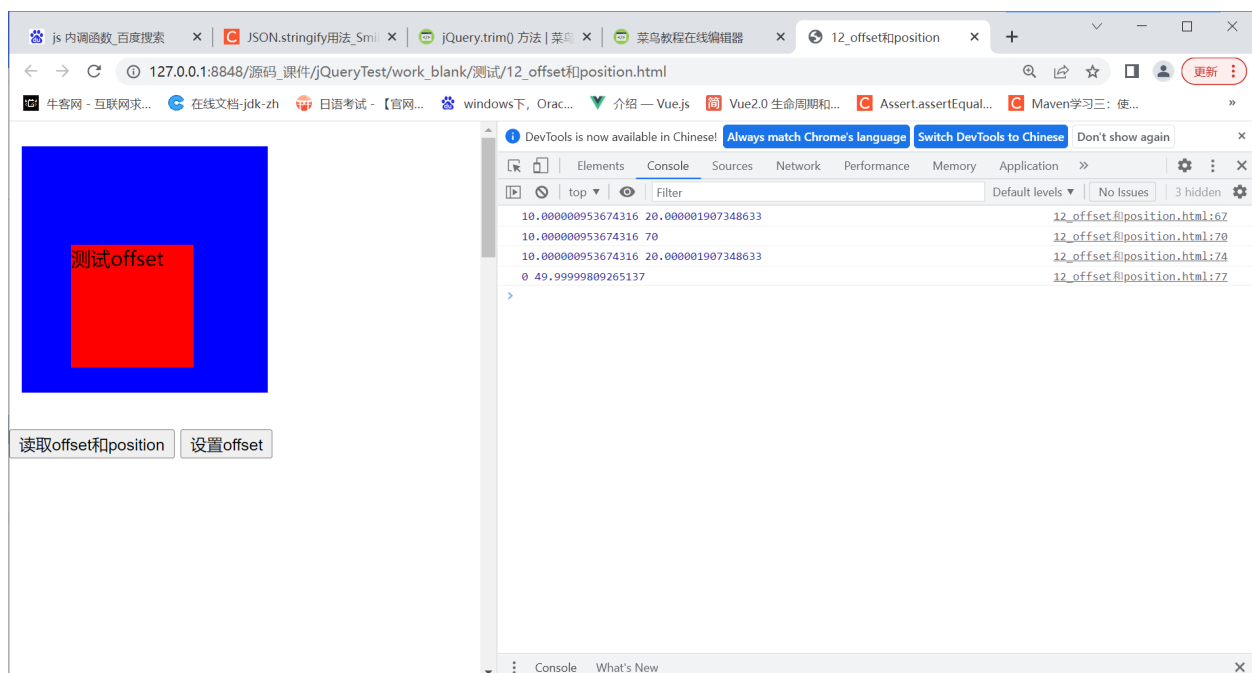 js 内调函数_百度搜索
JSON.stringify用法_Smil
jQuery.trim() 方法 | 菜鸟
菜鸟教程在线编辑器
12_offset和position
127.0.0.1:8848/源码_课件/jQueryTest/work_blank/测试/12_offset和position.html
更新
牛客网 - 互联网求...
在线文档-jdk-zh
日语考试 - 【官网...
windows下，Orac...
介绍 — Vue.js
简 Vue2.0 生命周期和...
Assert.assertEqual...
Maven学习三：使...
»
DevTools is now available in Chinese! Always match Chrome's language Switch DevTools to Chinese Don't show again
Elements Console Sources Network Performance Memory Application »
top ▼ Filter Default levels ▼ No Issues 3 hidden
10.000000953674316 20.000001907348633 12_offset和position.html:67
10.000000953674316 70 12_offset和position.html:70
10.000000953674316 20.000001907348633 12_offset和position.html:74
0 49.99999809265137 12_offset和position.html:77
测试offset
读取offset和position 设置offset
Console What's New